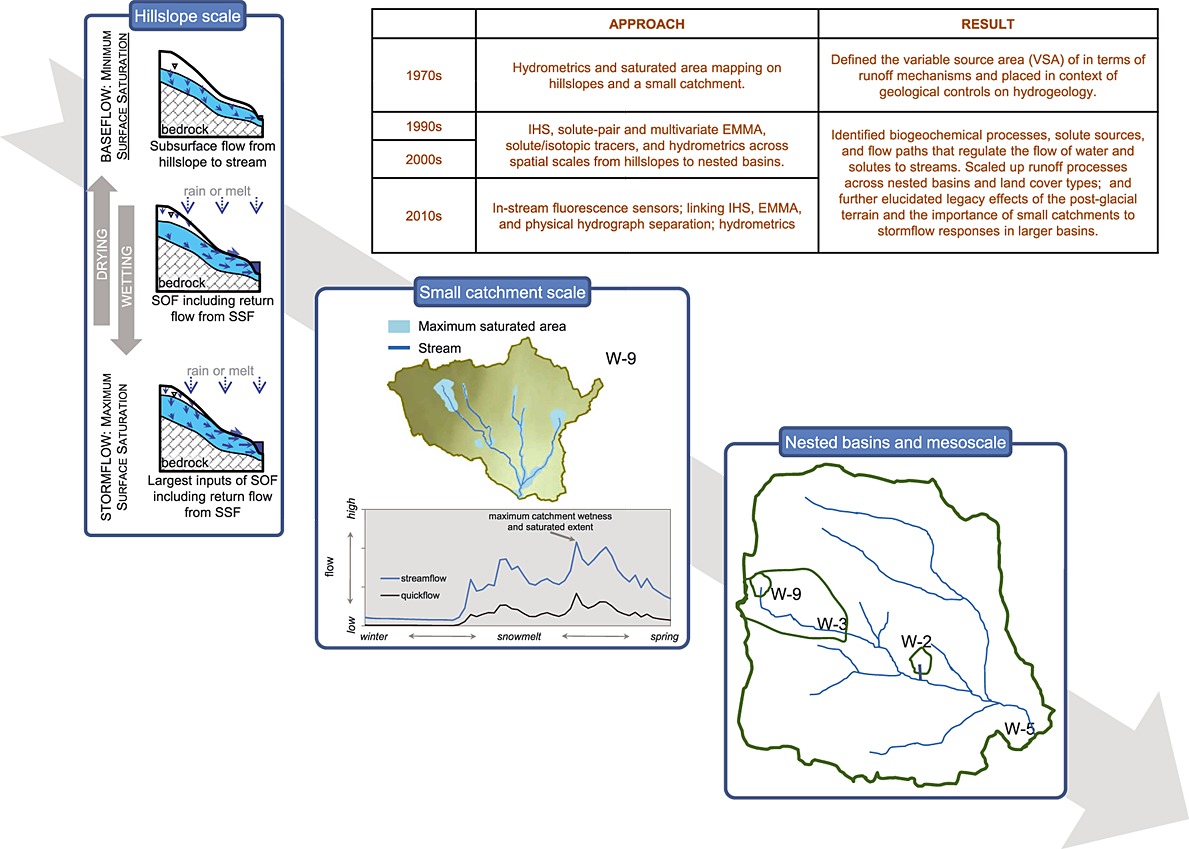 Hillslope scale
BASEFLOW: MINIMUM
SURFACE SATURATION
bedrock
Subsurface flow from
hillslope to stream
DRYING
WETTING
rain or melt
bedrock
SOF including return
flow from SSF
STORMFLOW: MAXIMUM
SURFACE SATURATION
rain or melt
bedrock
Largest inputs of SOF
including return flow
from SSF
APPROACH
RESULT
1970s
Hydrometrics and saturated area mapping on
hillslopes and a small catchment.
Defined the variable source area (VSA) of in terms of
runoff mechanisms and placed in context of
geological controls on hydrogeology.
1990s
2000s
IHS, solute-pair and multivariate EMMA,
solute/isotopic tracers, and hydrometrics across
spatial scales from hillslopes to nested basins.
2010s
In-stream fluorescence sensors; linking IHS, EMMA,
and physical hydrograph separation; hydrometrics
Identified biogeochemical processes, solute sources,
and flow paths that regulate the flow of water and
solutes to streams. Scaled up runoff processes
across nested basins and land cover types; and
further elucidated legacy effects of the post-glacial
terrain and the importance of small catchments to
stormflow responses in larger basins.
Small catchment scale
Maximum saturated area
Stream
W-9
high
flow
low
maximum catchment wetness
and saturated extent
streamflow
quickflow
winter
snowmelt
spring
Nested basins and mesoscale
W-9
W-3
W-2
W-5